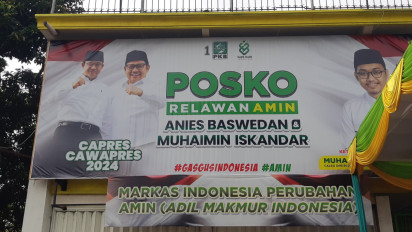 1
PKB
POSKO
RELAWAN AMIN
ANIES BASWEDAN &
MUHAIMIN ISKANDAR
CAPRES
CAWAPRES
2024
#GASGUSINDONESIA #AMIN
MUHA
MARKAS INDONESIA PERUBAHAN
AMIN (ADIL MAKMUR INDONESIA)